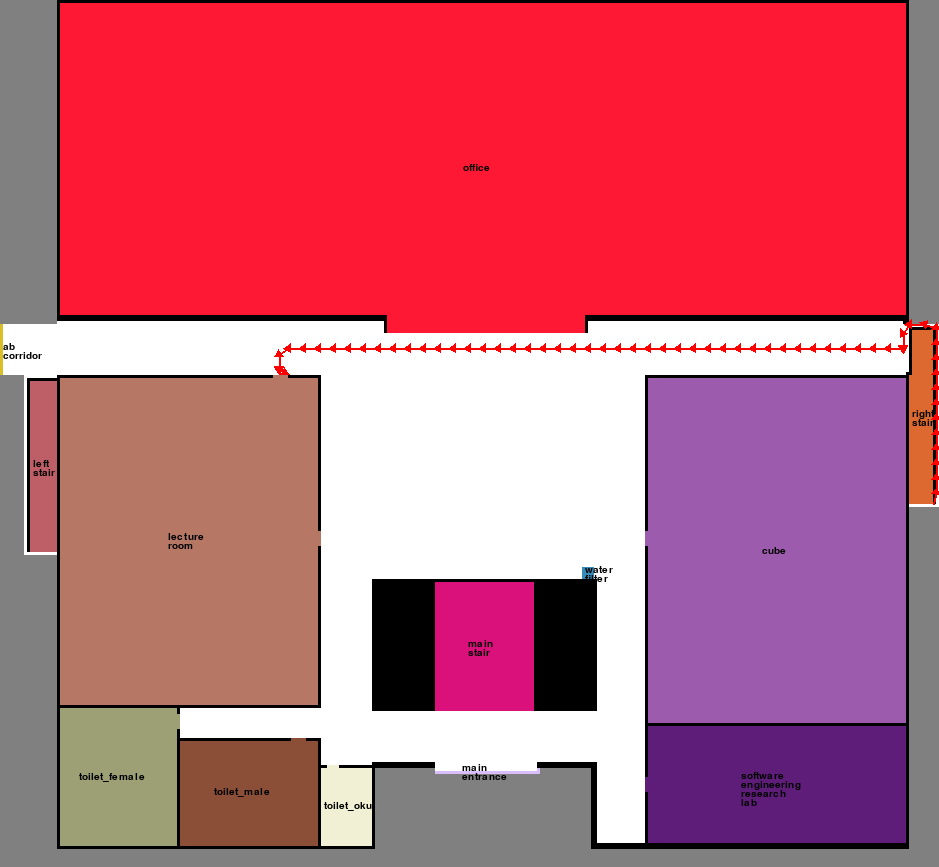 office
ab
corridor
right
stair
left
stair
lecture
room
cube
water
filter
main
stair
main
entrance
toilet_female
toilet_male
toilet_oku
software
engineering
research
lab